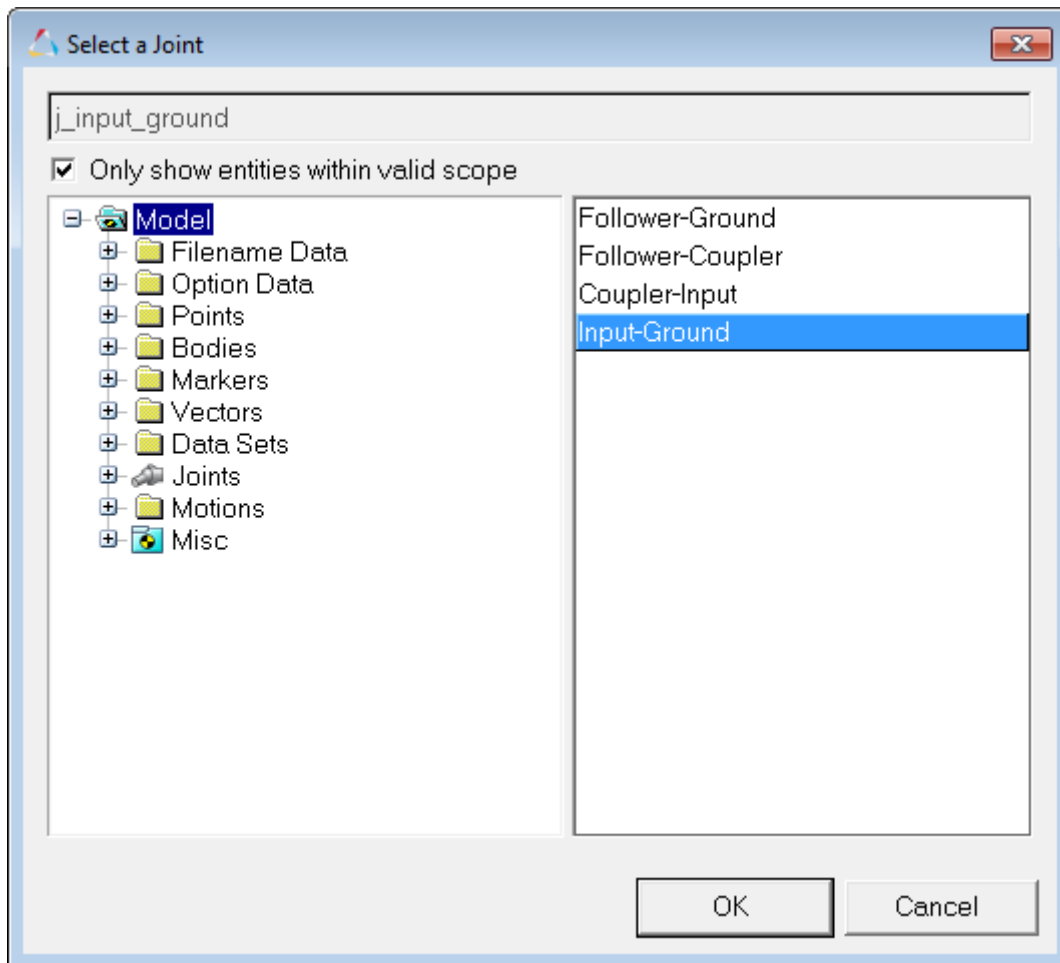 Select a Joint
j_input_ground
Only show entities within valid scope
Model
Filename Data
Option Data
Points
Bodies
Markers
Vectors
Data Sets
Joints
Motions
Misc
Follower-Ground
Follower-Coupler
Coupler-Input
Input-Ground
OK
Cancel